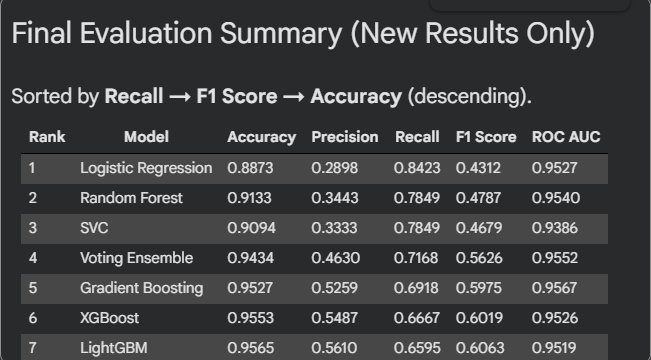 Final Evaluation Summary (New Results Only)
Sorted by Recall → F1 Score → Accuracy (descending).
Rank Model Accuracy Precision Recall F1 Score ROC AUC
1 Logistic Regression 0.8873 0.2898 0.8423 0.4312 0.9527
2 Random Forest 0.9133 0.3443 0.7849 0.4787 0.9540
3 SVC 0.9094 0.3333 0.7849 0.4679 0.9386
4 Voting Ensemble 0.9434 0.4630 0.7168 0.5626 0.9552
5 Gradient Boosting 0.9527 0.5259 0.6918 0.5975 0.9567
6 XGBoost 0.9553 0.5487 0.6667 0.6019 0.9526
7 LightGBM 0.9565 0.5610 0.6595 0.6063 0.9519